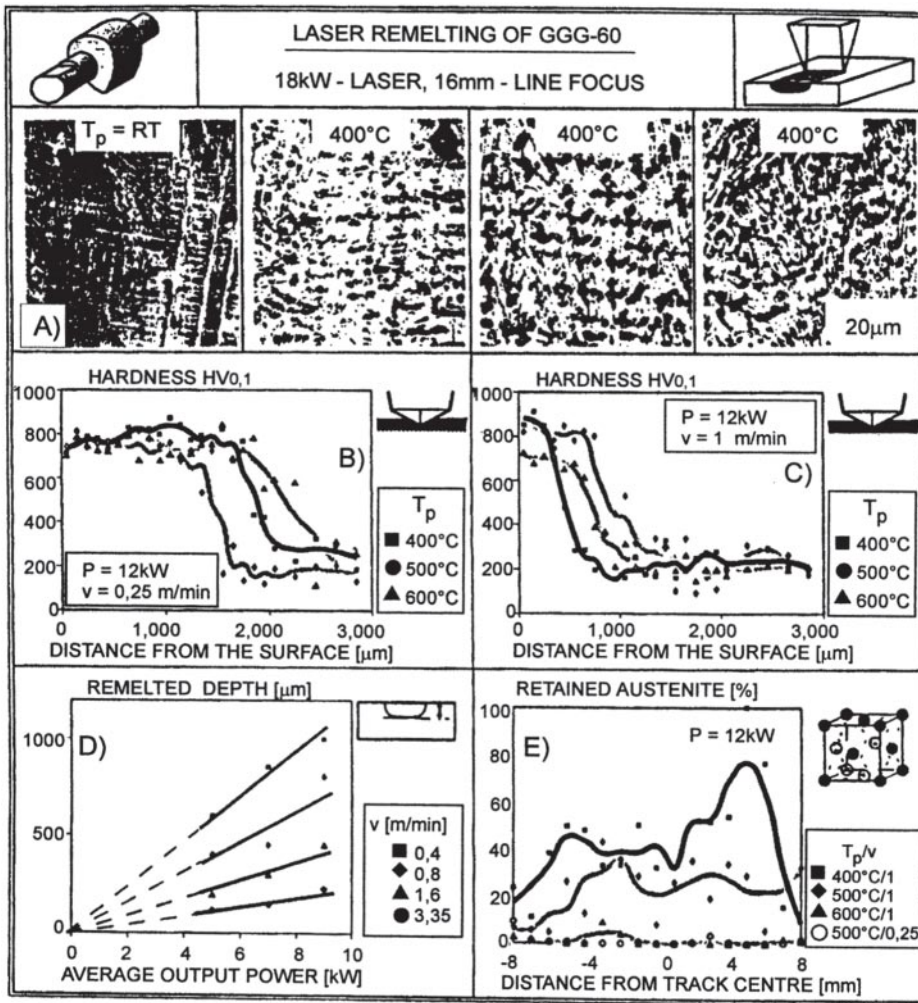 LASER REMELTING OF GGG-60
18kW - LASER, 16mm - LINE FOCUS
Tp = RT
400°C
400°C
400°C
A)
20µm
HARDNESS HV0,1
1000
800
600
400
200
0
B)
P = 12kW
v = 0,25 m/min
0
1,000
2,000
3,000
DISTANCE FROM THE SURFACE [µm]
Tp
■ 400°C
● 500°C
▲ 600°C
HARDNESS HV0,1
1000
800
600
400
200
0
P = 12kW
v = 1 m/min
C)
0
1,000
2,000
3,000
DISTANCE FROM THE SURFACE [µm]
Tp
■ 400°C
● 500°C
▲ 600°C
REMELTED DEPTH [µm]
1000
500
0
D)
0
2
4
6
8
10
AVERAGE OUTPUT POWER [kW]
v [m/min]
■ 0,4
◆ 0,8
▲ 1,6
● 3,35
RETAINED AUSTENITE [%]
100
80
60
40
20
0
E)
P = 12kW
-8
-4
0
4
8
DISTANCE FROM TRACK CENTRE [mm]
Tp/v
■ 400°C/1
◆ 500°C/1
▲ 600°C/1
○ 500°C/0,25